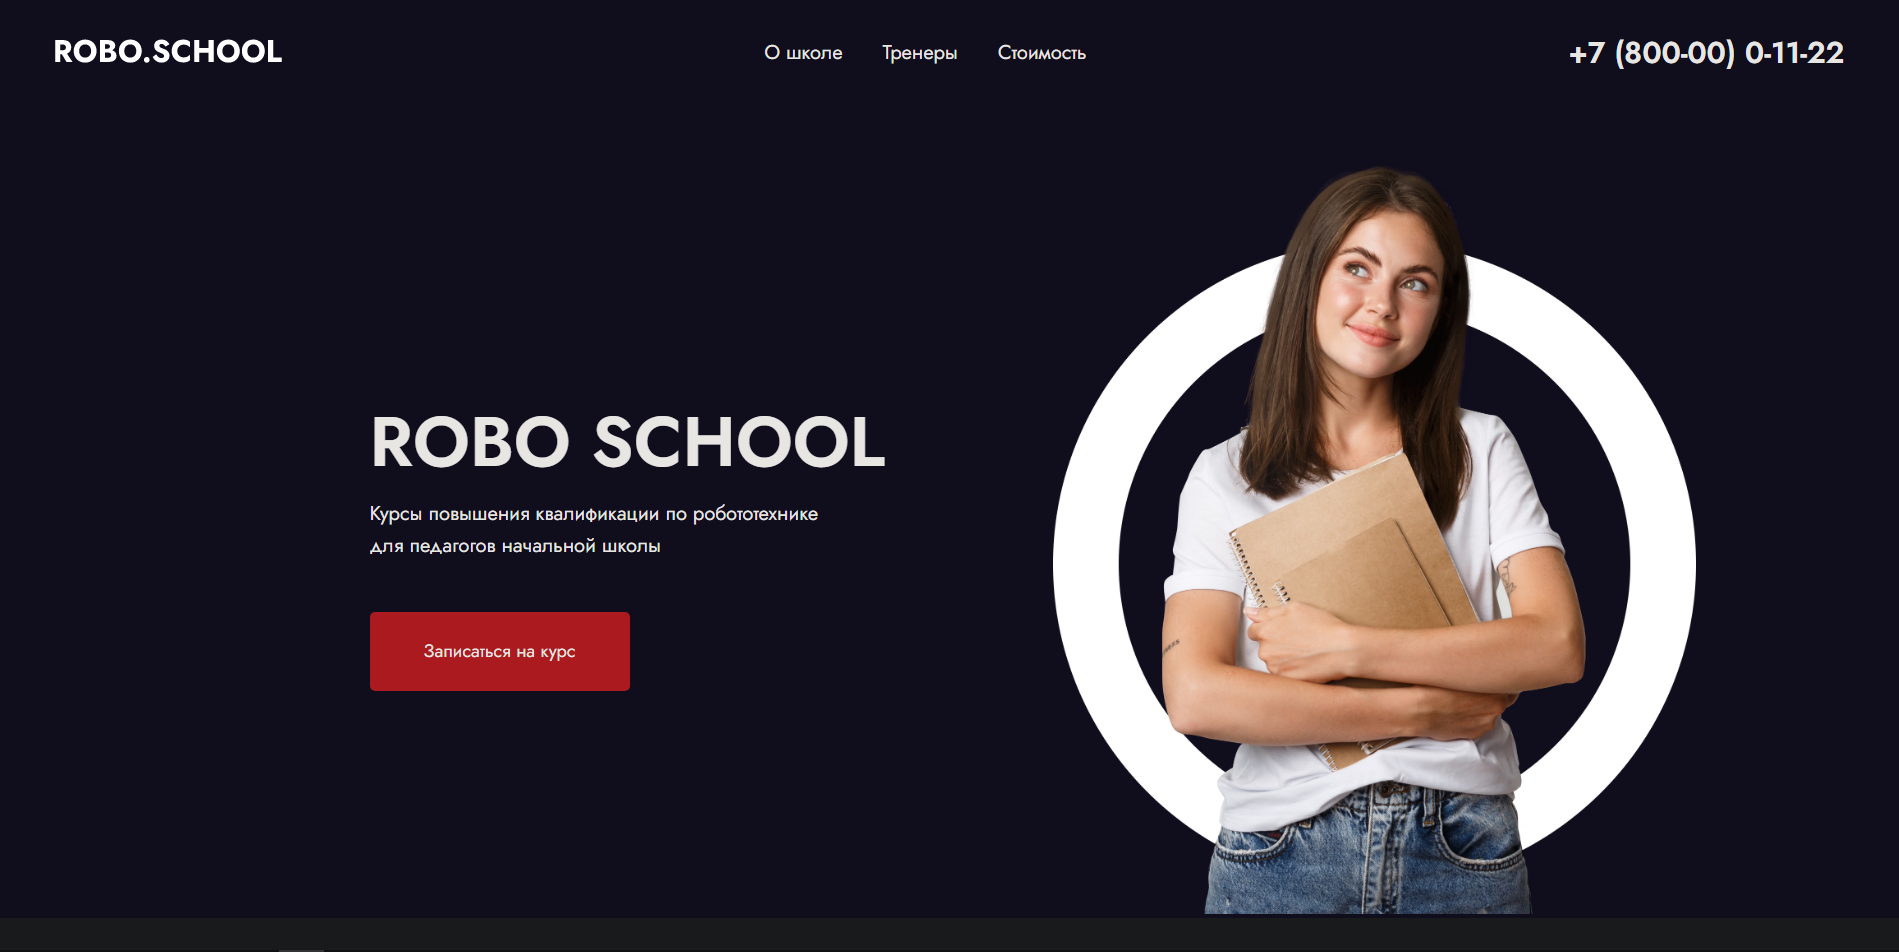 ROBO.SCHOOL
О школе
Тренеры
Стоимость
+7 (800-00) 0-11-22
ROBO SCHOOL
Курсы повышения квалификации по робототехнике
для педагогов начальной школы
Записаться на курс